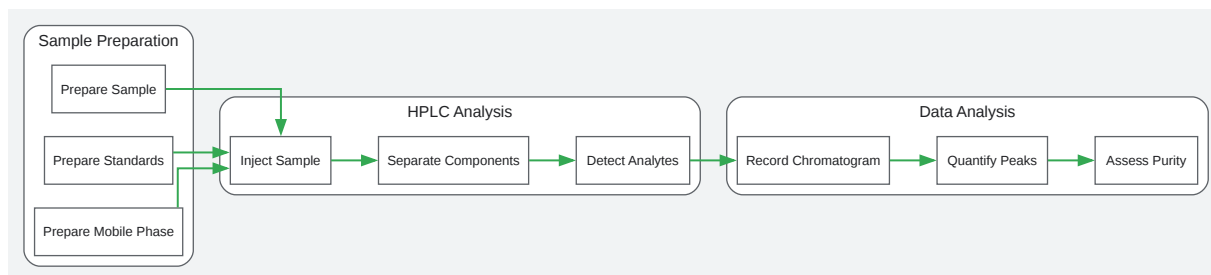 Sample Preparation
Prepare Sample
Prepare Standards
Prepare Mobile Phase
HPLC Analysis
Inject Sample
Separate Components
Detect Analytes
Data Analysis
Record Chromatogram
Quantify Peaks
Assess Purity